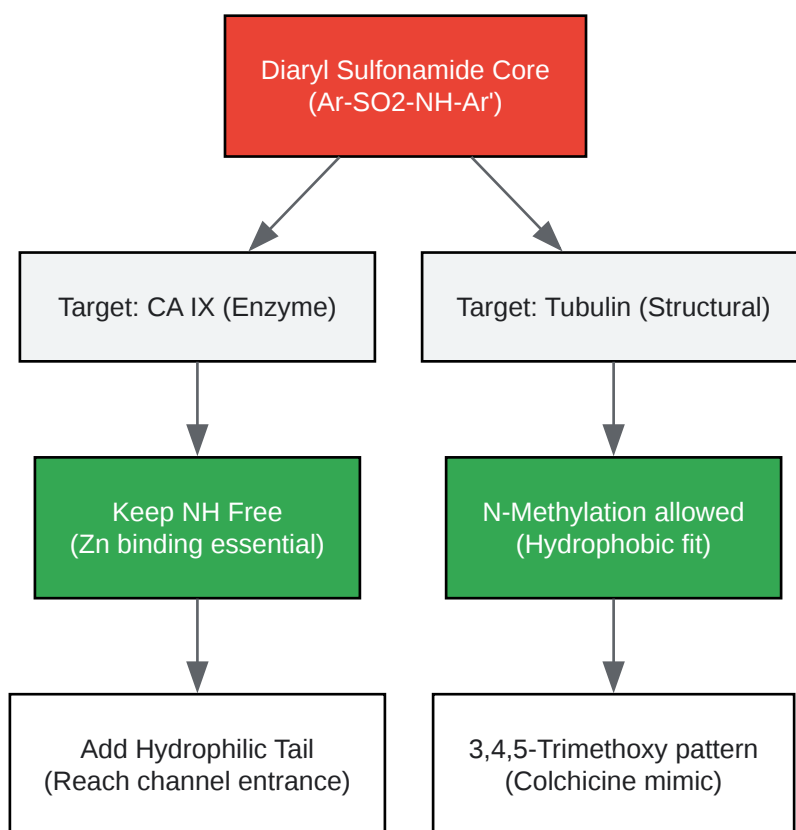 Diaryl Sulfonamide Core
(Ar-SO2-NH-Ar')
Target: CA IX (Enzyme)
Target: Tubulin (Structural)
Keep NH Free
(Zn binding essential)
N-Methylation allowed
(Hydrophobic fit)
Add Hydrophilic Tail
(Reach channel entrance)
3,4,5-Trimethoxy pattern
(Colchicine mimic)